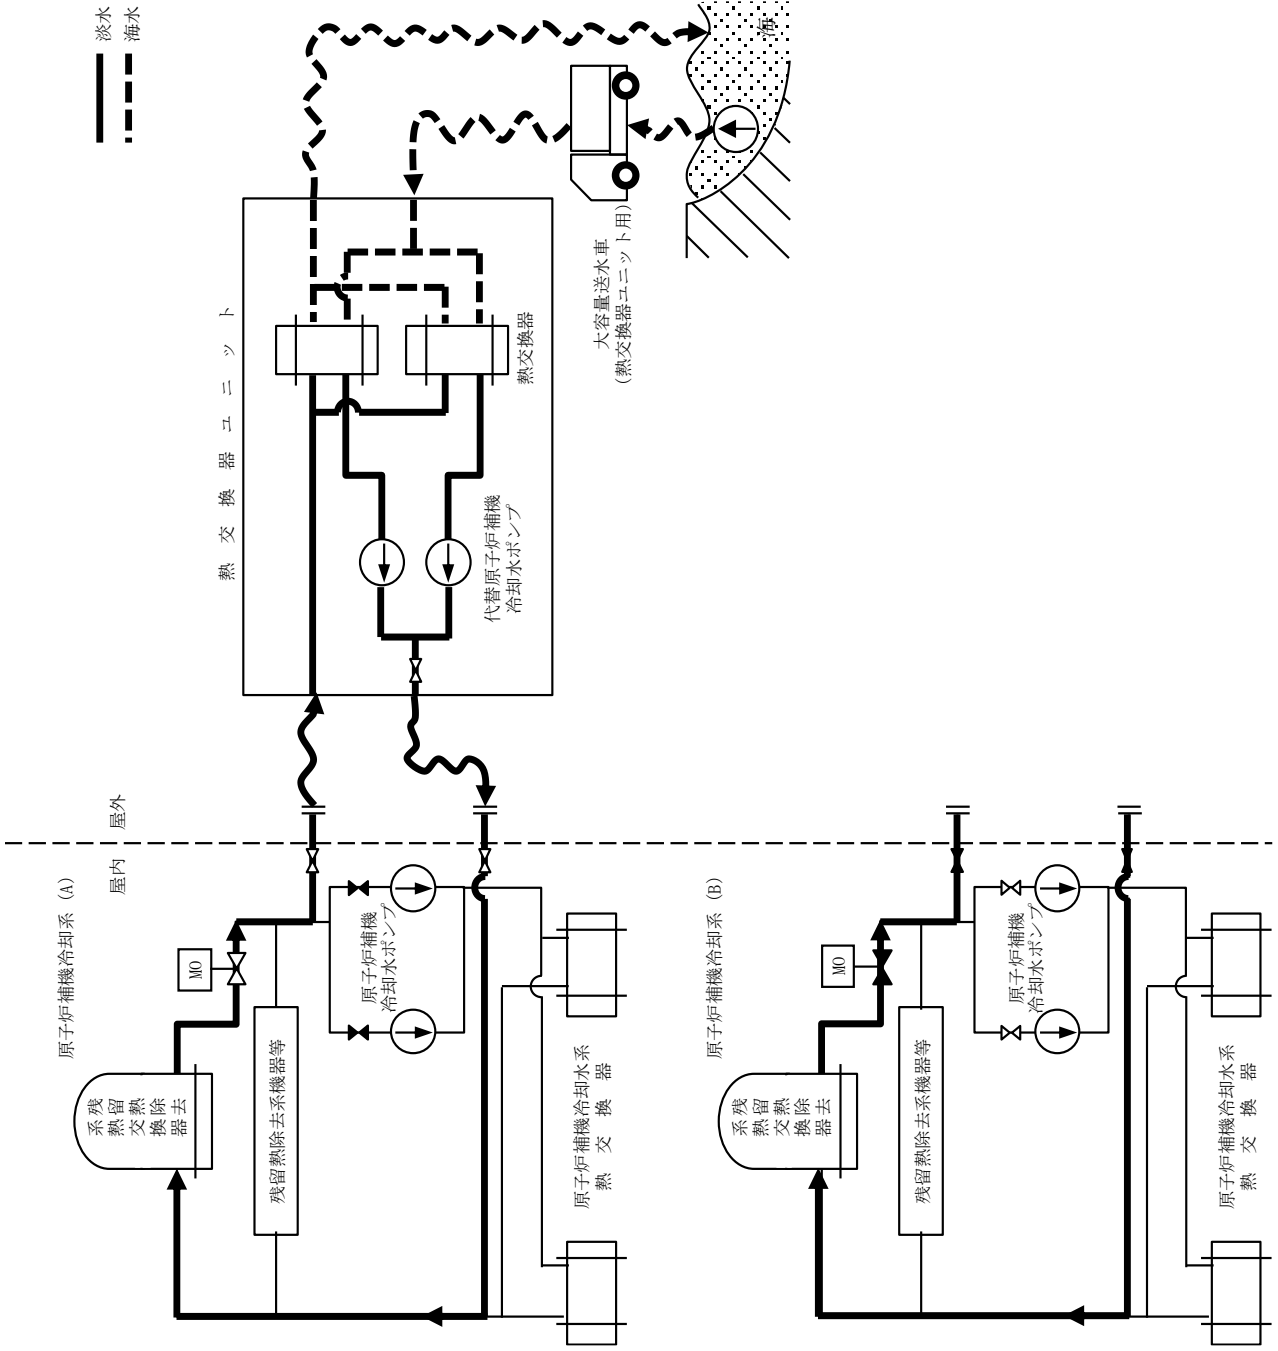 淡水
海水
海
大容量送水車
(熱交換器ユニット用)
熱交換器ユニット
熱交換器
代替原子炉補機
冷却水ポンプ
屋外
屋内
原子炉補機冷却系 (A)
MO
原子炉補機
冷却水ポンプ
残留熱除去
系熱交換器
残留熱除去系機器等
原子炉補機冷却水系
熱交換器
原子炉補機冷却系 (B)
MO
原子炉補機
冷却水ポンプ
残留熱除去
系熱交換器
残留熱除去系機器等
原子炉補機冷却水系
熱交換器